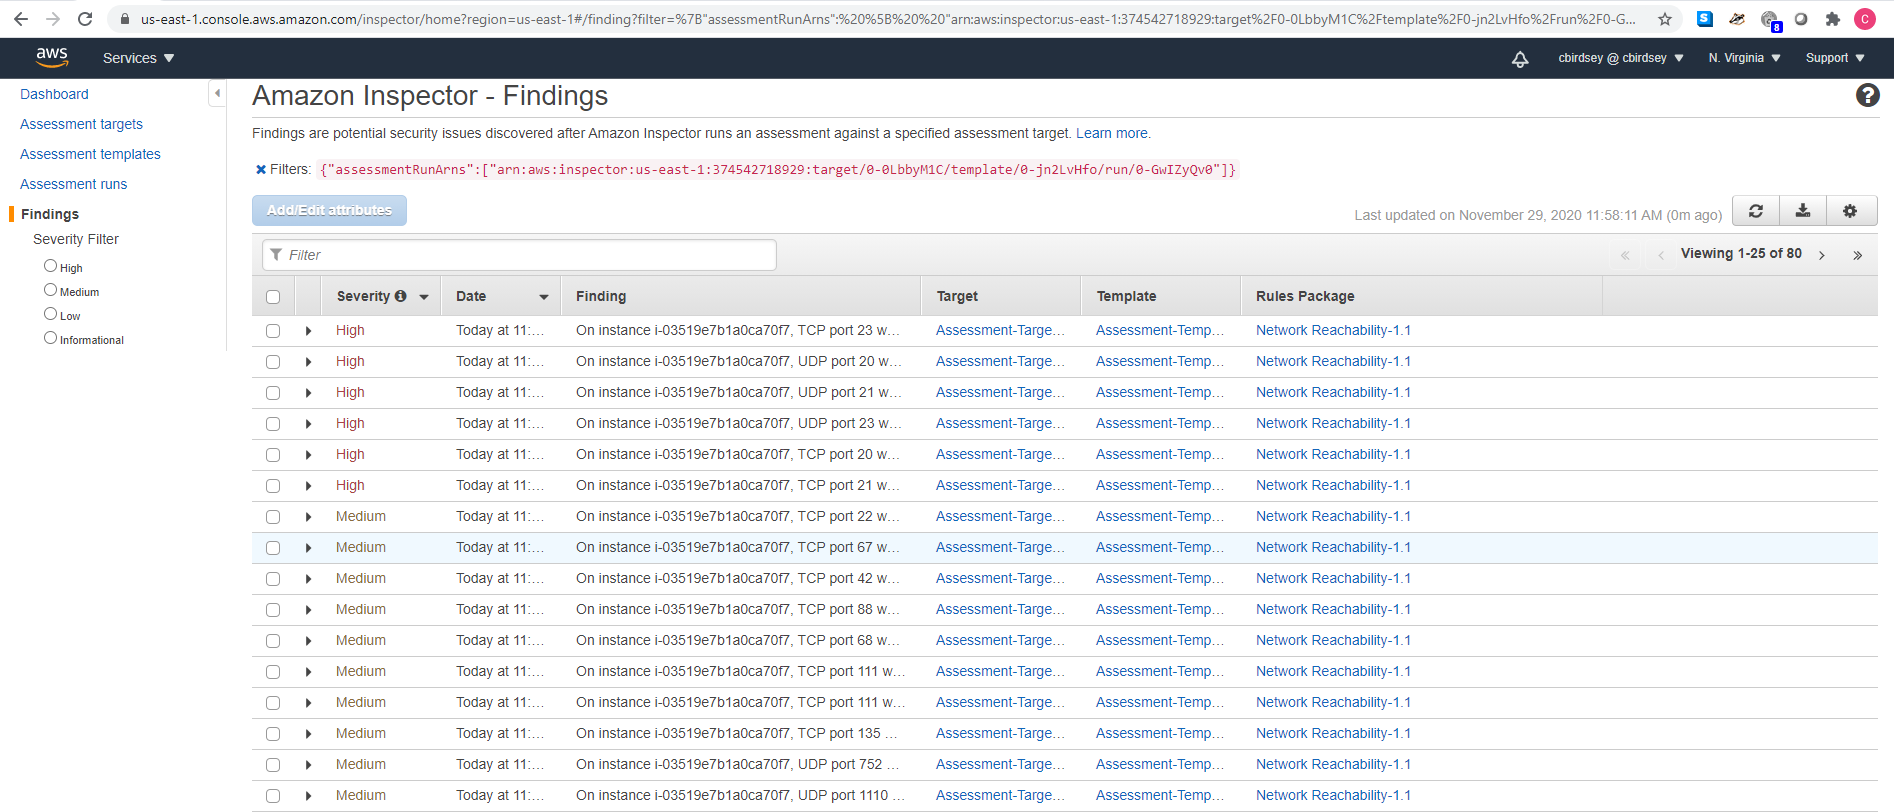 us-east-1.console.aws.amazon.com/inspector/home?region=us-east-1#/finding?filter=%7B"assessmentRunArns":%20%5B%20%20"arn:aws:inspector:us-east-1:374542718929:target%2F0-0LbbyM1C%2Ftemplate%2F0-jn2LvHfo%2Frun%2F0-G...
S
8
C
aws
Services
cbirdsey @ cbirdsey
N. Virginia
Support
Dashboard
Assessment targets
Assessment templates
Assessment runs
Findings
Severity Filter
High
Medium
Low
Informational
Amazon Inspector - Findings
?
Findings are potential security issues discovered after Amazon Inspector runs an assessment against a specified assessment target. Learn more.
Filters: {"assessmentRunArns":["arn:aws:inspector:us-east-1:374542718929:target/0-0LbbyM1C/template/0-jn2LvHfo/run/0-GwIZyQv0"]}
Add/Edit attributes
Last updated on November 29, 2020 11:58:11 AM (0m ago)
Filter
« ‹ Viewing 1-25 of 80 › »
Severity Date Finding Target Template Rules Package
High Today at 11:... On instance i-03519e7b1a0ca70f7, TCP port 23 w... Assessment-Targe... Assessment-Temp... Network Reachability-1.1
High Today at 11:... On instance i-03519e7b1a0ca70f7, UDP port 20 w... Assessment-Targe... Assessment-Temp... Network Reachability-1.1
High Today at 11:... On instance i-03519e7b1a0ca70f7, UDP port 21 w... Assessment-Targe... Assessment-Temp... Network Reachability-1.1
High Today at 11:... On instance i-03519e7b1a0ca70f7, UDP port 23 w... Assessment-Targe... Assessment-Temp... Network Reachability-1.1
High Today at 11:... On instance i-03519e7b1a0ca70f7, TCP port 20 w... Assessment-Targe... Assessment-Temp... Network Reachability-1.1
High Today at 11:... On instance i-03519e7b1a0ca70f7, TCP port 21 w... Assessment-Targe... Assessment-Temp... Network Reachability-1.1
Medium Today at 11:... On instance i-03519e7b1a0ca70f7, TCP port 22 w... Assessment-Targe... Assessment-Temp... Network Reachability-1.1
Medium Today at 11:... On instance i-03519e7b1a0ca70f7, TCP port 67 w... Assessment-Targe... Assessment-Temp... Network Reachability-1.1
Medium Today at 11:... On instance i-03519e7b1a0ca70f7, TCP port 42 w... Assessment-Targe... Assessment-Temp... Network Reachability-1.1
Medium Today at 11:... On instance i-03519e7b1a0ca70f7, TCP port 88 w... Assessment-Targe... Assessment-Temp... Network Reachability-1.1
Medium Today at 11:... On instance i-03519e7b1a0ca70f7, TCP port 68 w... Assessment-Targe... Assessment-Temp... Network Reachability-1.1
Medium Today at 11:... On instance i-03519e7b1a0ca70f7, TCP port 111 w... Assessment-Targe... Assessment-Temp... Network Reachability-1.1
Medium Today at 11:... On instance i-03519e7b1a0ca70f7, TCP port 111 w... Assessment-Targe... Assessment-Temp... Network Reachability-1.1
Medium Today at 11:... On instance i-03519e7b1a0ca70f7, TCP port 135 ... Assessment-Targe... Assessment-Temp... Network Reachability-1.1
Medium Today at 11:... On instance i-03519e7b1a0ca70f7, UDP port 752 ... Assessment-Targe... Assessment-Temp... Network Reachability-1.1
Medium Today at 11:... On instance i-03519e7b1a0ca70f7, UDP port 1110 ... Assessment-Targe... Assessment-Temp... Network Reachability-1.1